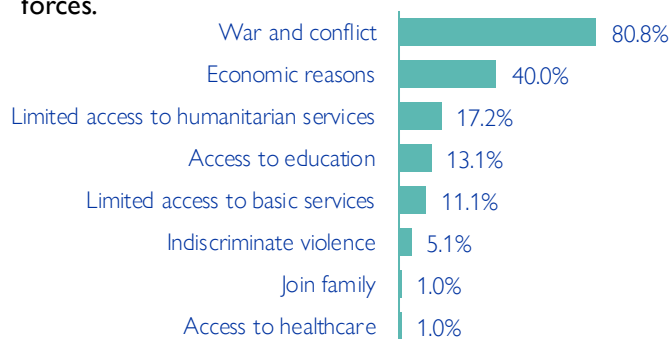 forces.
War and conflict 80.8%
Economic reasons 40.0%
Limited access to humanitarian services 17.2%
Access to education 13.1%
Limited access to basic services 11.1%
Indiscriminate violence 5.1%
Join family 1.0%
Access to healthcare 1.0%